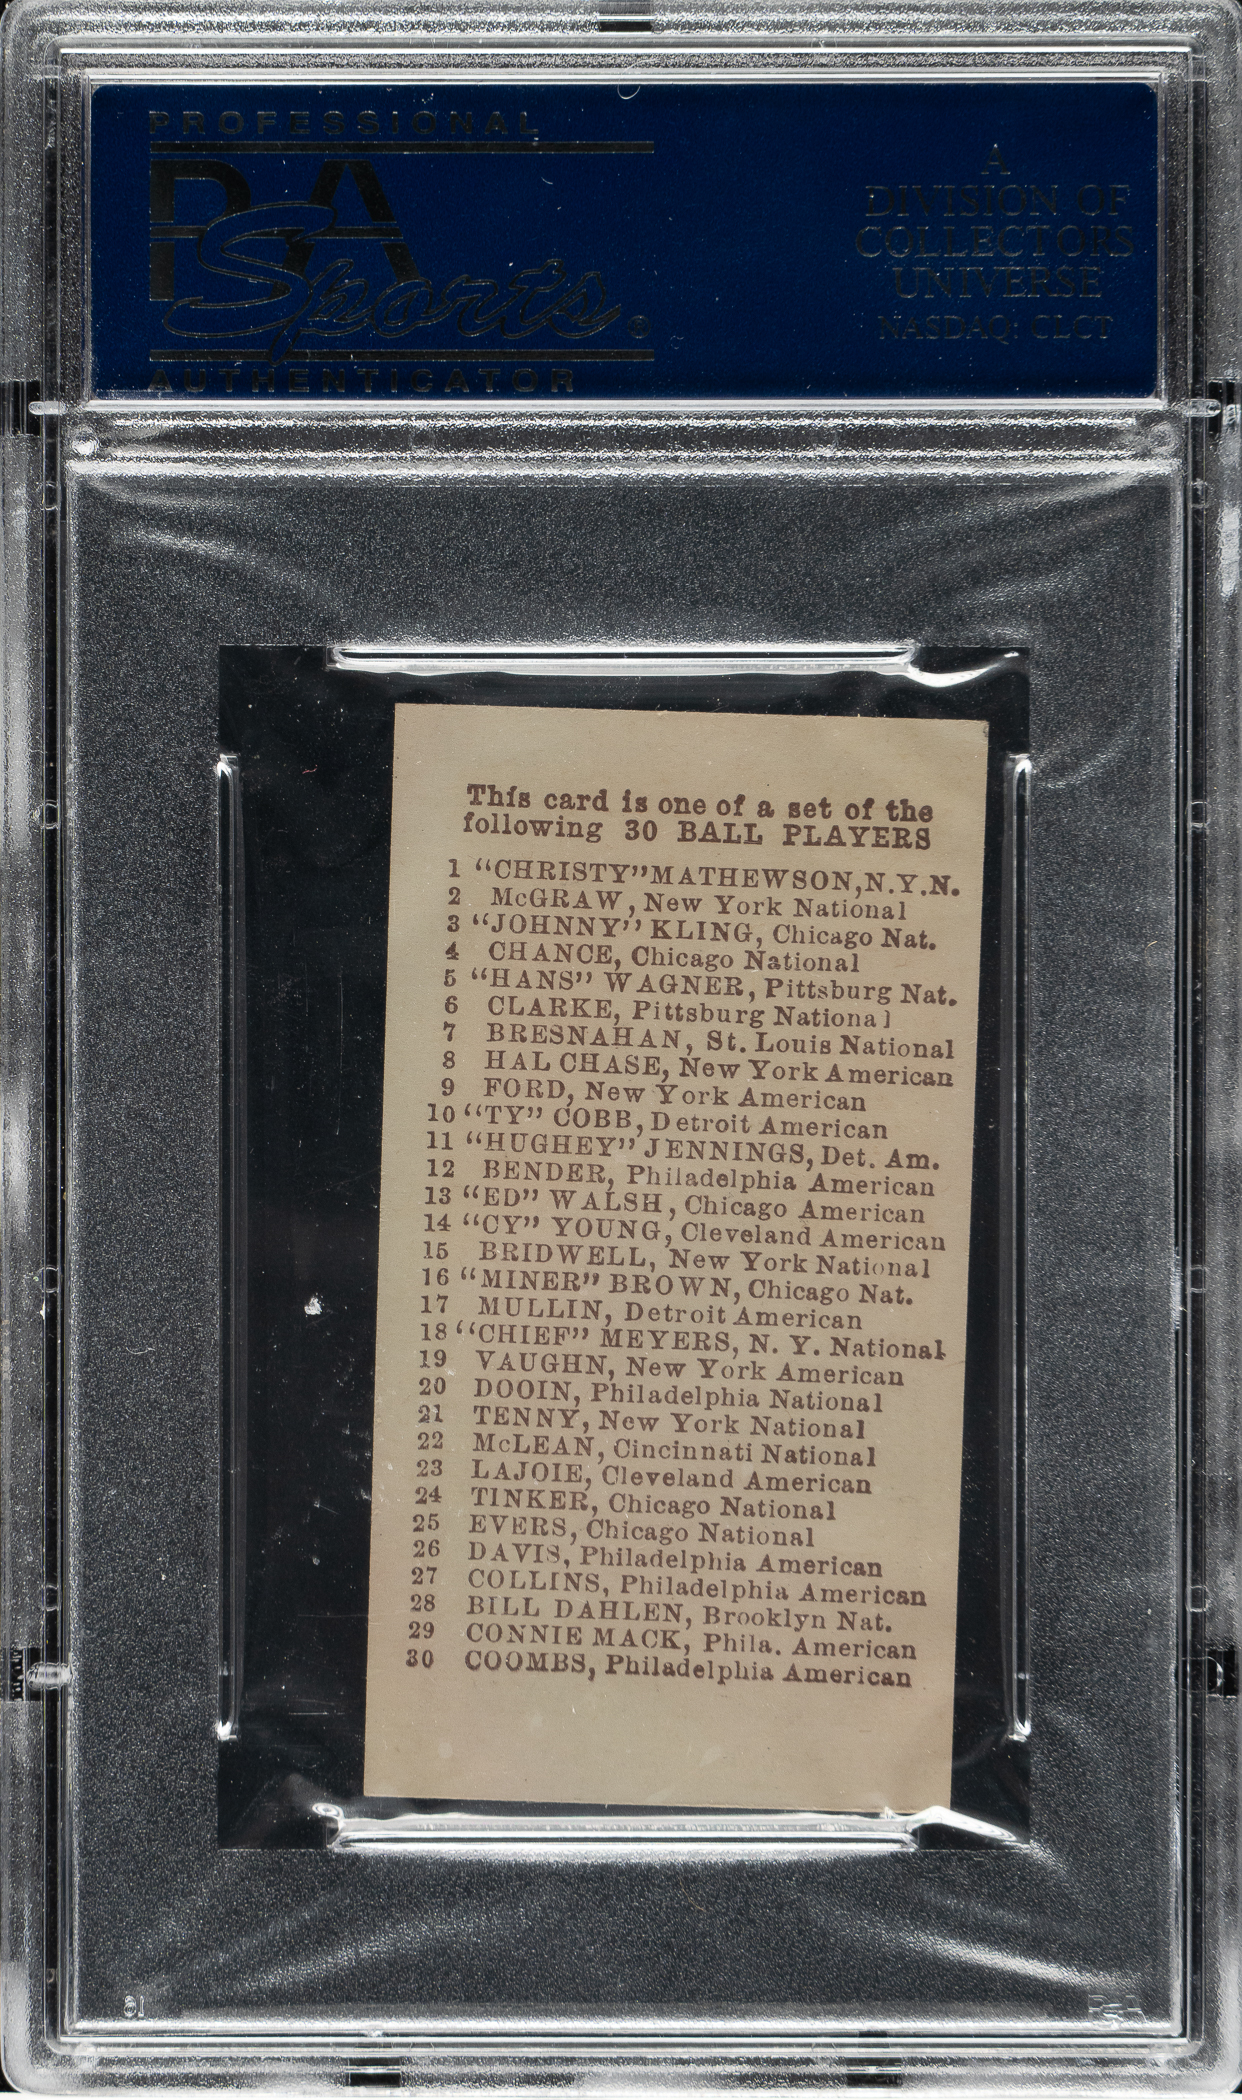 PROFESSIONAL
PSA
Sports®
AUTHENTICATOR
A
DIVISION OF
COLLECTORS
UNIVERSE
NASDAQ: CLCT
This card is one of a set of the
following 30 BALL PLAYERS
1 “CHRISTY” MATHEWSON, N.Y.N.
2 McGRAW, New York National
3 “JOHNNY” KLING, Chicago Nat.
4 CHANCE, Chicago National
5 “HANS” WAGNER, Pittsburg Nat.
6 CLARKE, Pittsburg National
7 BRESNAHAN, St. Louis National
8 HAL CHASE, New York American
9 FORD, New York American
10 “TY” COBB, Detroit American
11 “HUGHEY” JENNINGS, Det. Am.
12 BENDER, Philadelphia American
13 “ED” WALSH, Chicago American
14 “CY” YOUNG, Cleveland American
15 BRIDWELL, New York National
16 “MINER” BROWN, Chicago Nat.
17 MULLIN, Detroit American
18 “CHIEF” MEYERS, N. Y. National
19 VAUGHN, New York American
20 DOOIN, Philadelphia National
21 TENNY, New York National
22 McLEAN, Cincinnati National
23 LAJOIE, Cleveland American
24 TINKER, Chicago National
25 EVERS, Chicago National
26 DAVIS, Philadelphia American
27 COLLINS, Philadelphia American
28 BILL DAHLEN, Brooklyn Nat.
29 CONNIE MACK, Phila. American
30 COOMBS, Philadelphia American
PSA